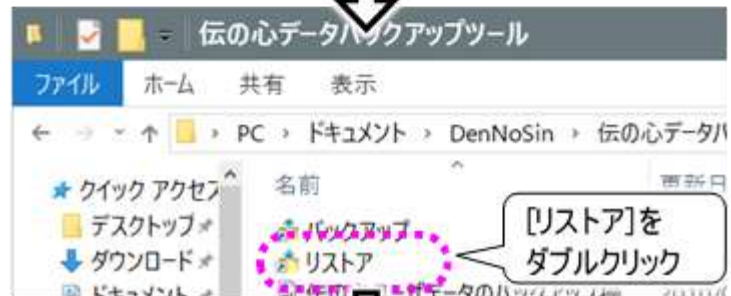 伝の心データバックアップツール
ファイル ホーム 共有 表示
PC › ドキュメント › DenNoSin › 伝の心データバ
クイック アクセス
名前
更新日
デスクトップ
バックアップ
ダウンロード
リストア
[リストア]を
ダブルクリック
ドキュメント